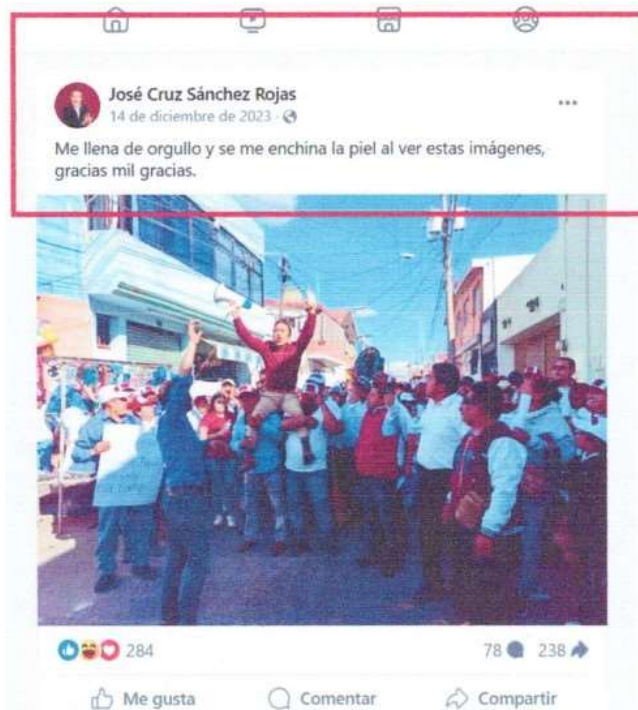 José Cruz Sánchez Rojas
14 de diciembre de 2023 ·
Me llena de orgullo y se me enchina la piel al ver estas imágenes,
gracias mil gracias.
284
78 238
Me gusta Comentar Compartir